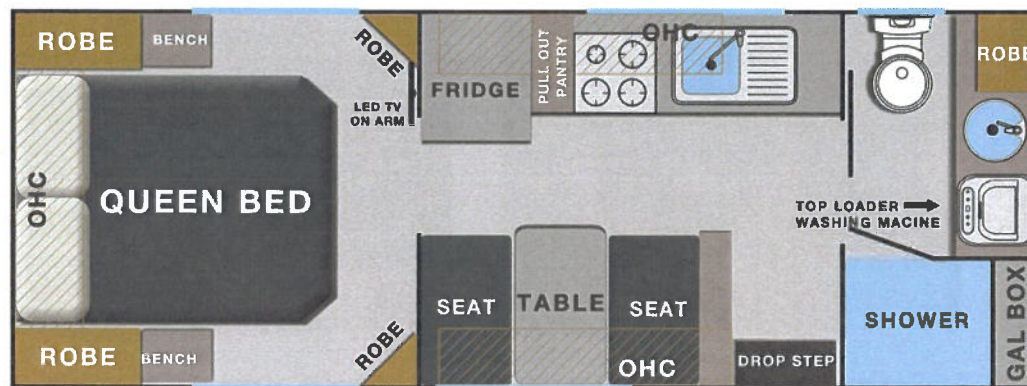 ROBE
BENCH
ROBE
LED TV
ON ARM
FRIDGE
PULL OUT
PANTRY
OHC
ROBE
OHC
QUEEN BED
TOP LOADER
WASHING MACINE
SEAT
TABLE
SEAT
OHC
DROP STEP
SHOWER
GAL BOX
ROBE
BENCH
ROBE